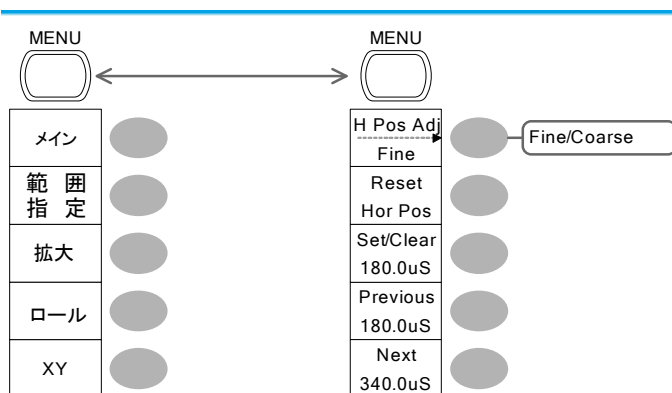 MENU
MENU
メイン
範 囲
指 定
拡大
ロール
XY
H Pos Adj
Fine
Fine/Coarse
Reset
Hor Pos
Set/Clear
180.0uS
Previous
180.0uS
Next
340.0uS